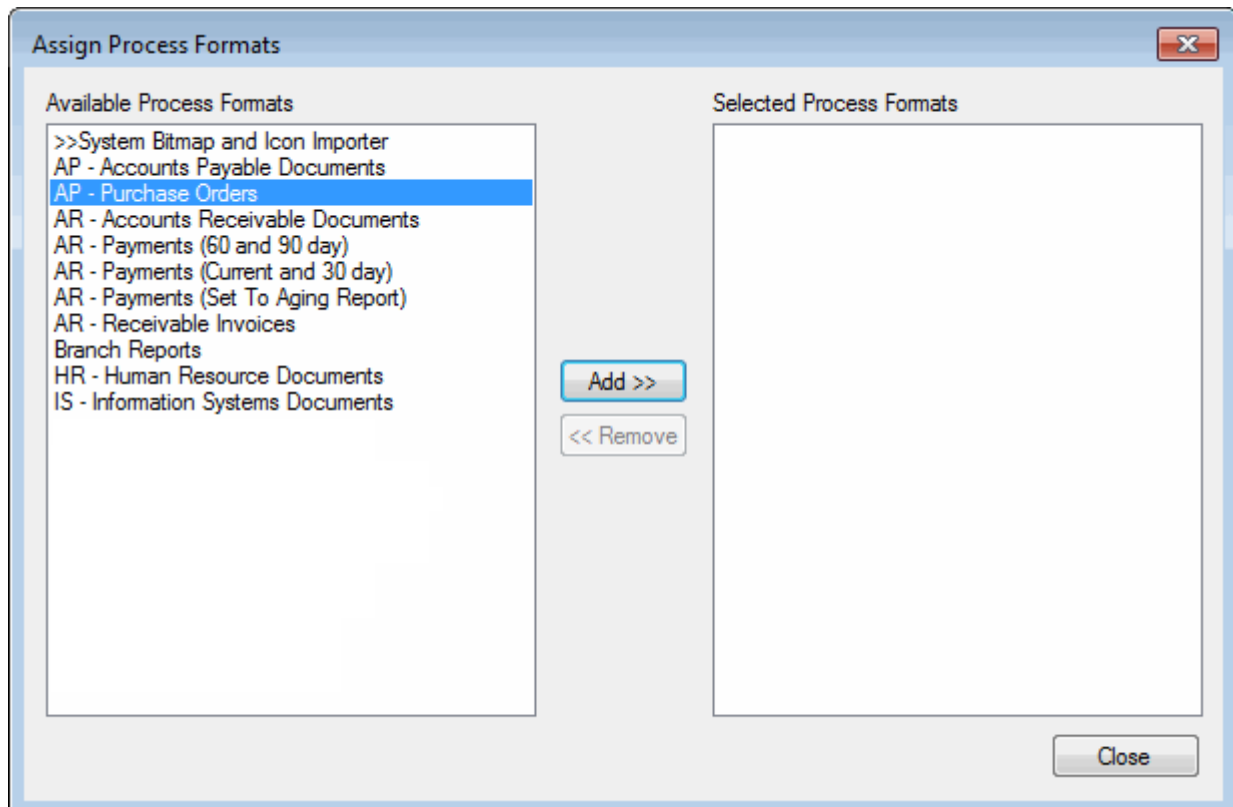 Assign Process Formats
Available Process Formats
>>System Bitmap and Icon Importer
AP - Accounts Payable Documents
AP - Purchase Orders
AR - Accounts Receivable Documents
AR - Payments (60 and 90 day)
AR - Payments (Current and 30 day)
AR - Payments (Set To Aging Report)
AR - Receivable Invoices
Branch Reports
HR - Human Resource Documents
IS - Information Systems Documents
Add >>
<< Remove
Selected Process Formats
Close